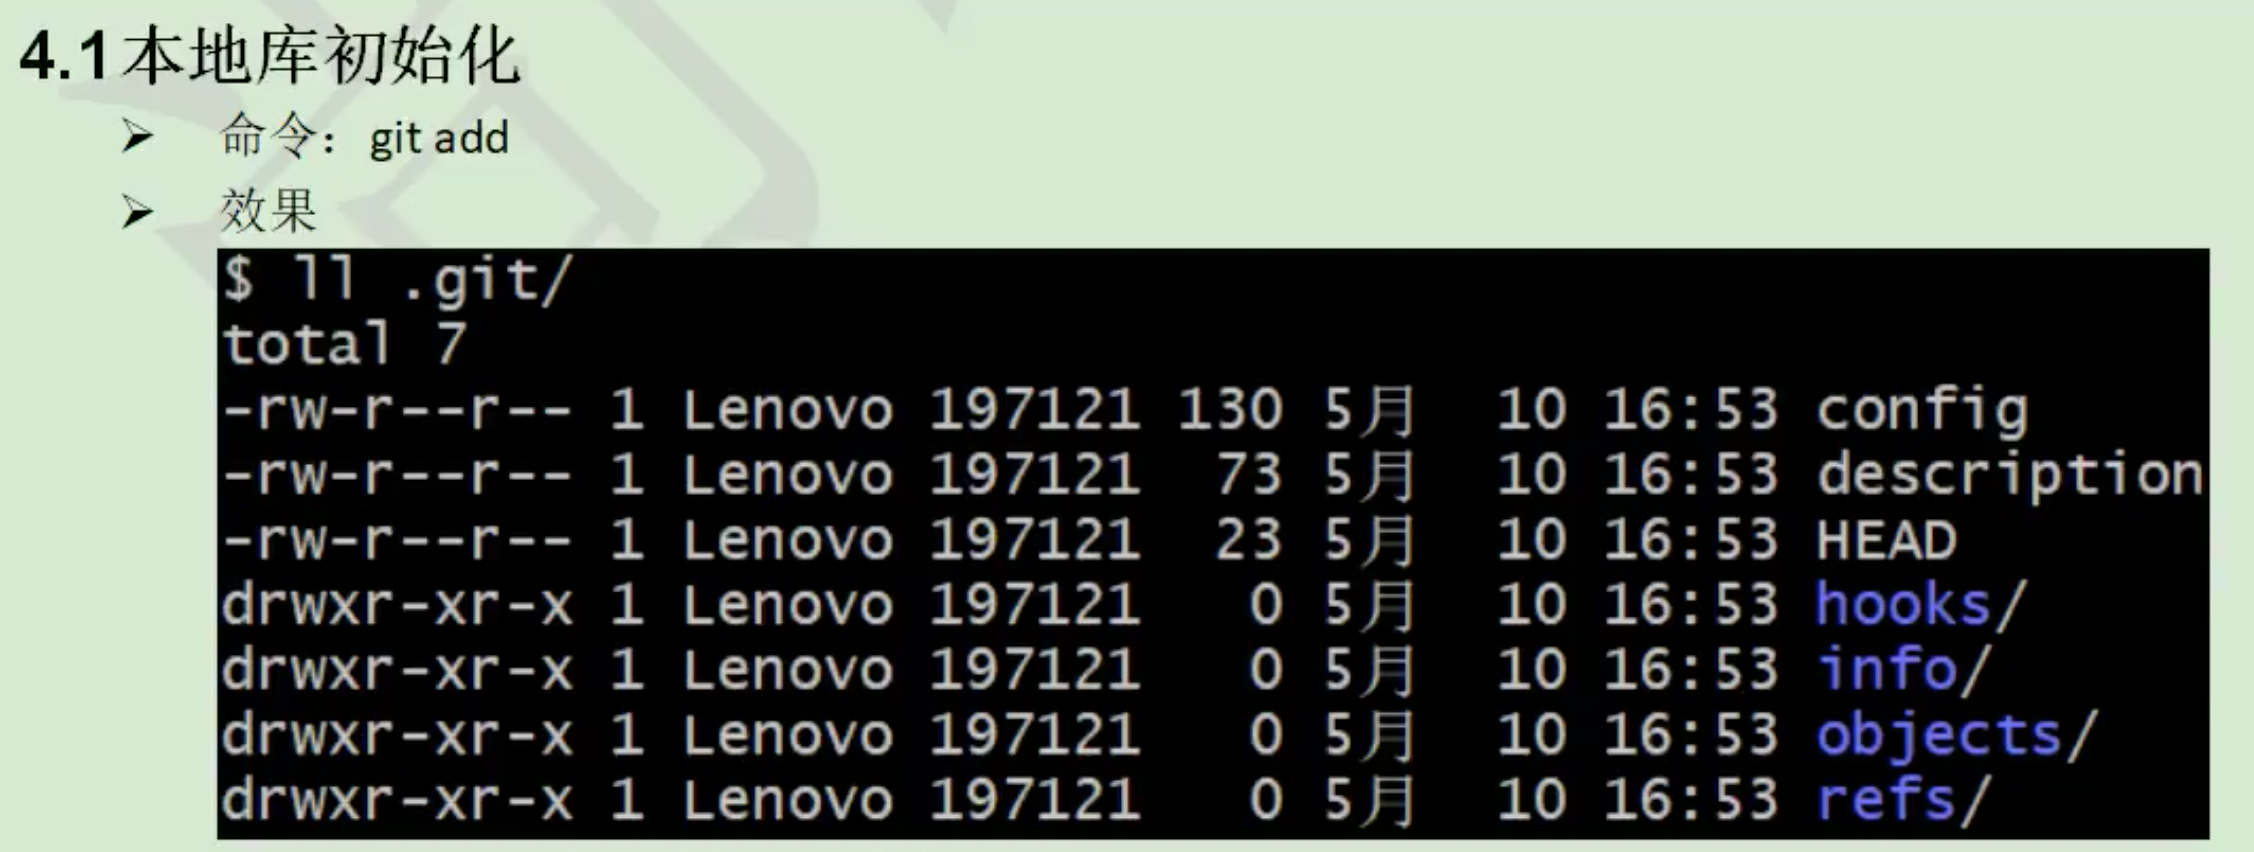 4.1本地库初始化
➢ 命令：git add
➢ 效果
$ ll .git/
total 7
-rw-r--r-- 1 Lenovo 197121 130 5月  10 16:53 config
-rw-r--r-- 1 Lenovo 197121  73 5月  10 16:53 description
-rw-r--r-- 1 Lenovo 197121  23 5月  10 16:53 HEAD
drwxr-xr-x 1 Lenovo 197121   0 5月  10 16:53 hooks/
drwxr-xr-x 1 Lenovo 197121   0 5月  10 16:53 info/
drwxr-xr-x 1 Lenovo 197121   0 5月  10 16:53 objects/
drwxr-xr-x 1 Lenovo 197121   0 5月  10 16:53 refs/